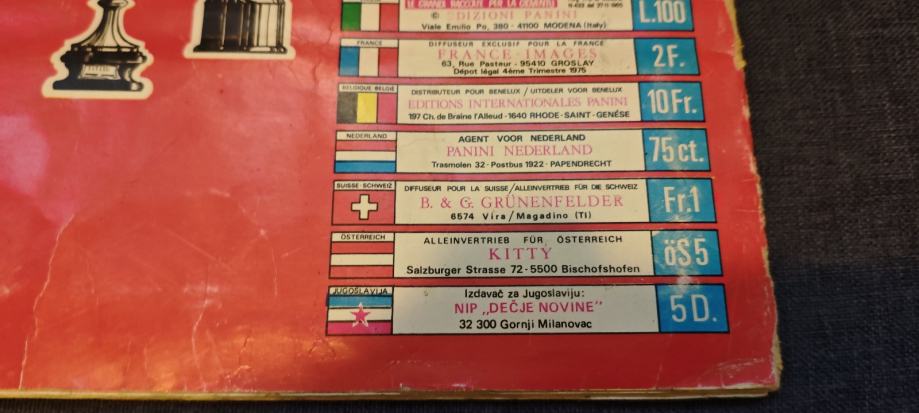 LE GRANDI RACCOLTE PER LA GIOVENTÙ
© DIZIONI PANINI
Viale Emilio Po, 380 - 41100 MODENA (Italy)
L.100
FRANCE
DIFFUSEUR EXCLUSIF POUR LA FRANCE
FRANCE-IMAGES
63, Rue Pasteur - 95410 GROSLAY
Dépot légal 4ème Trimestre 1975
2F.
BELGIQUE BELGIË
DISTRIBUTEUR POUR BENELUX / UITDELER VOOR BENELUX
EDITIONS INTERNATIONALES PANINI
197 Ch. de Braine l'Alleud - 1640 RHODE-SAINT-GENÉSE
10Fr.
NEDERLAND
AGENT VOOR NEDERLAND
PANINI NEDERLAND
Trasmolen 32 - Postbus 1922 - PAPENDRECHT
75ct.
SUISSE-SCHWEIZ
DIFFUSEUR POUR LA SUISSE/ALLEINVERTRIEB FÜR DIE SCHWEIZ
B. & G. GRÜNENFELDER
6574 Vira/Magadino (TI)
Fr.1
ÖSTERREICH
ALLEINVERTRIEB FÜR ÖSTERREICH
KITTY
Salzburger Strasse 72-5500 Bischofshofen
öS 5
JUGOSLAVIJA
Izdavač za Jugoslaviju:
NIP „DEČJE NOVINE"
32 300 Gornji Milanovac
5 D.